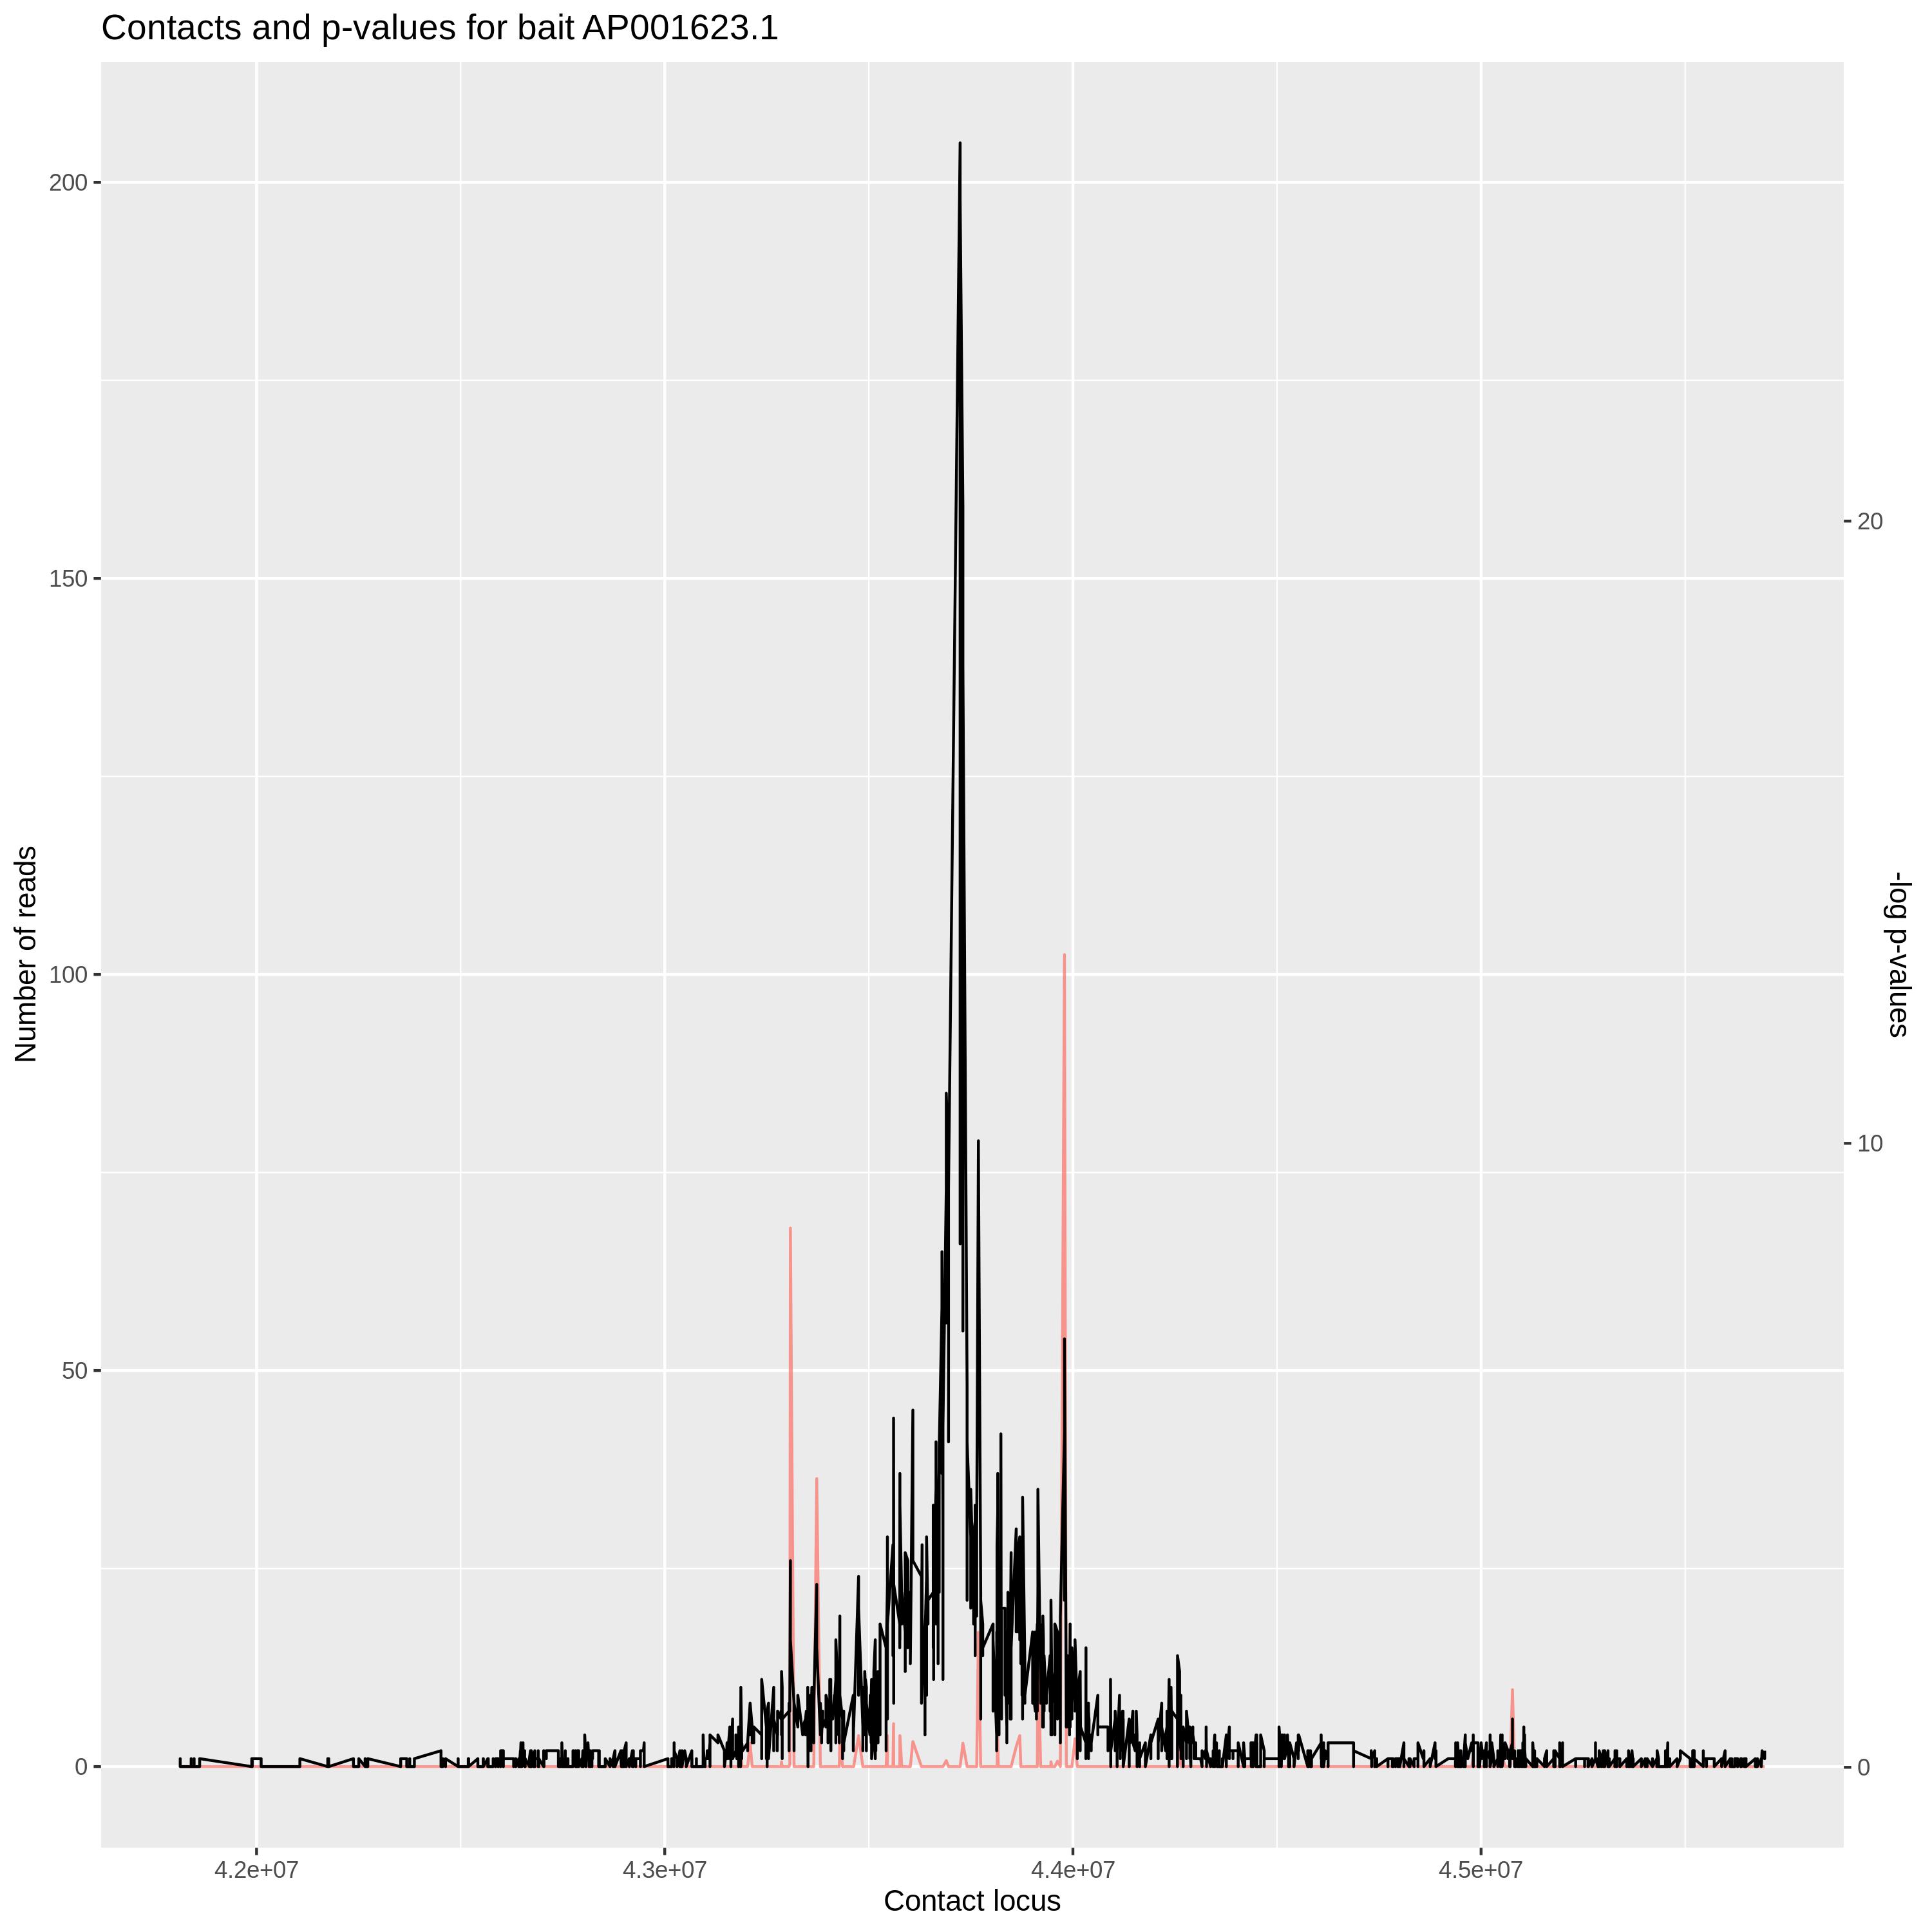 Contacts and p-values for bait AP001623.1
200
150
100
50
0
20
10
0
Number of reads
-log p-values
4.2e+07
4.3e+07
4.4e+07
4.5e+07
Contact locus